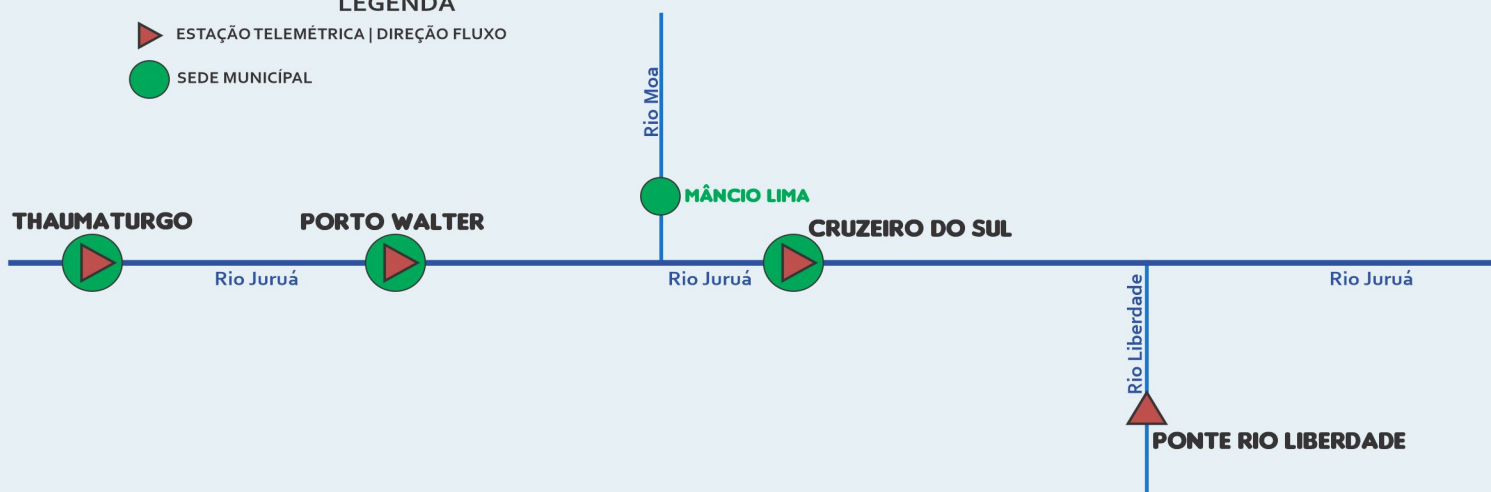 LEGENDA
ESTAÇÃO TELEMÉTRICA | DIREÇÃO FLUXO
SEDE MUNICÍPAL
Rio Moa
MÂNCIO LIMA
THAUMATURGO
PORTO WALTER
CRUZEIRO DO SUL
Rio Juruá
Rio Juruá
Rio Juruá
Rio Liberdade
PONTE RIO LIBERDADE